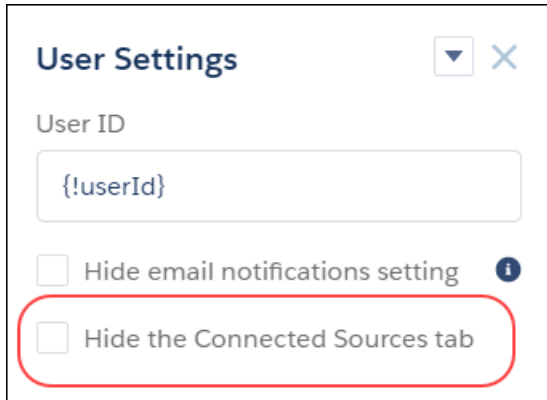 User Settings
User ID
{!userId}
Hide email notifications setting
Hide the Connected Sources tab